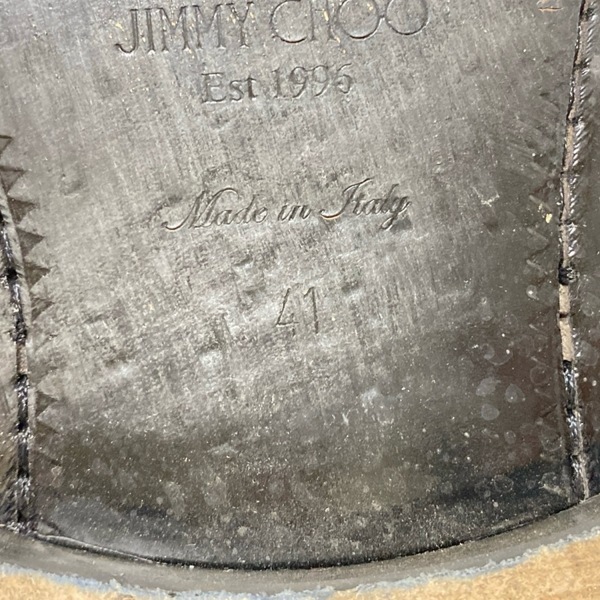 JIMMY CHOO
Est 1996
Made in Italy
41